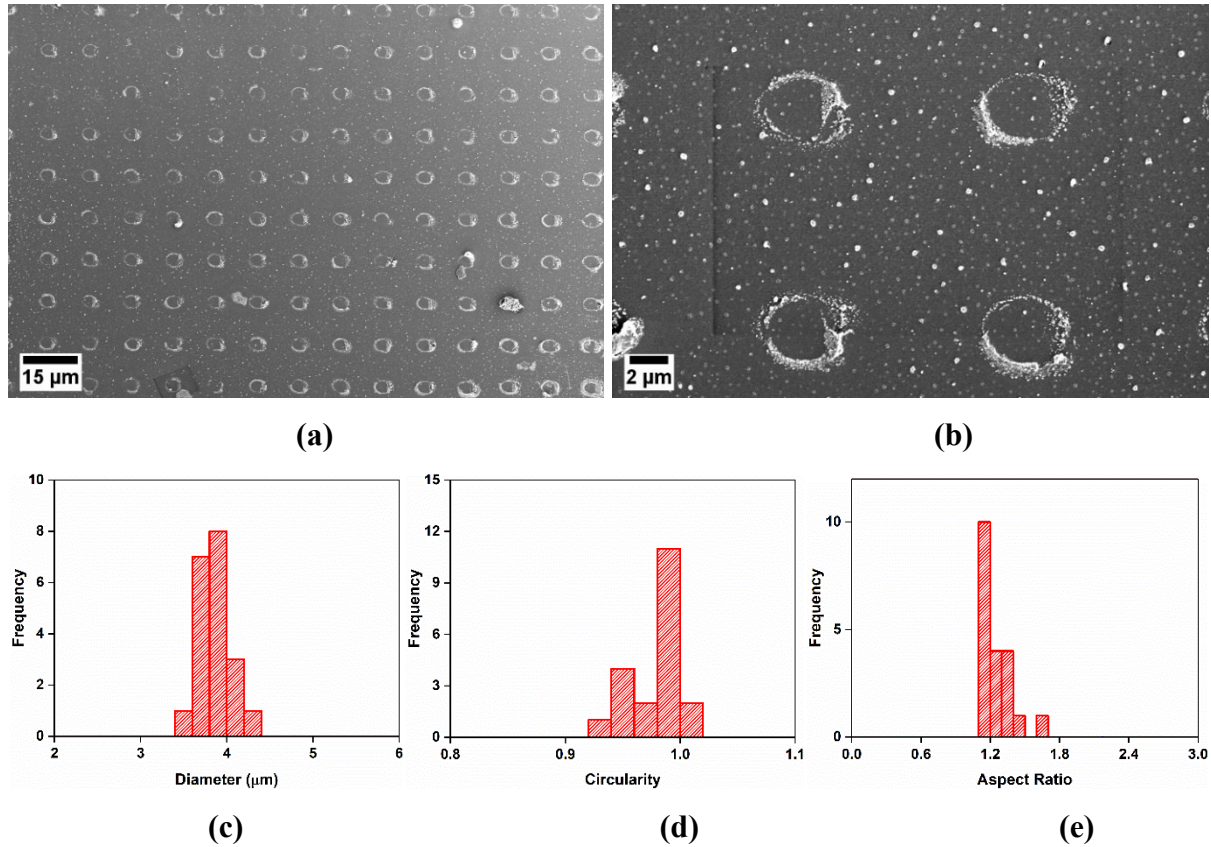 15 μm
2 μm
(a)
(b)
10
8
6
4
2
0
Frequency
2
3
4
5
6
Diameter (μm)
15
12
9
6
3
0
Frequency
0.8
0.9
1.0
1.1
Circularity
10
5
0
Frequency
0.0
0.6
1.2
1.8
2.4
3.0
Aspect Ratio
(c)
(d)
(e)